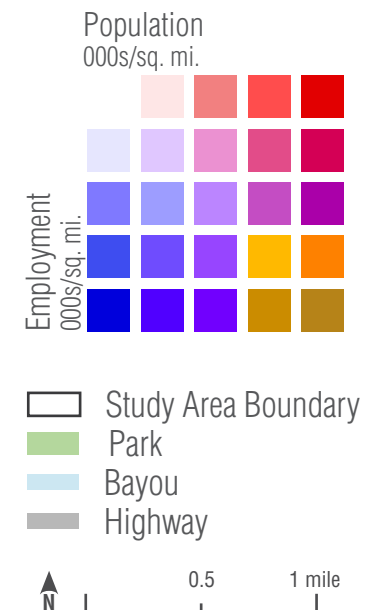 Population
000s/sq. mi.
Employment
000s/sq. mi.
Study Area Boundary
Park
Bayou
Highway
N
0.5
1 mile